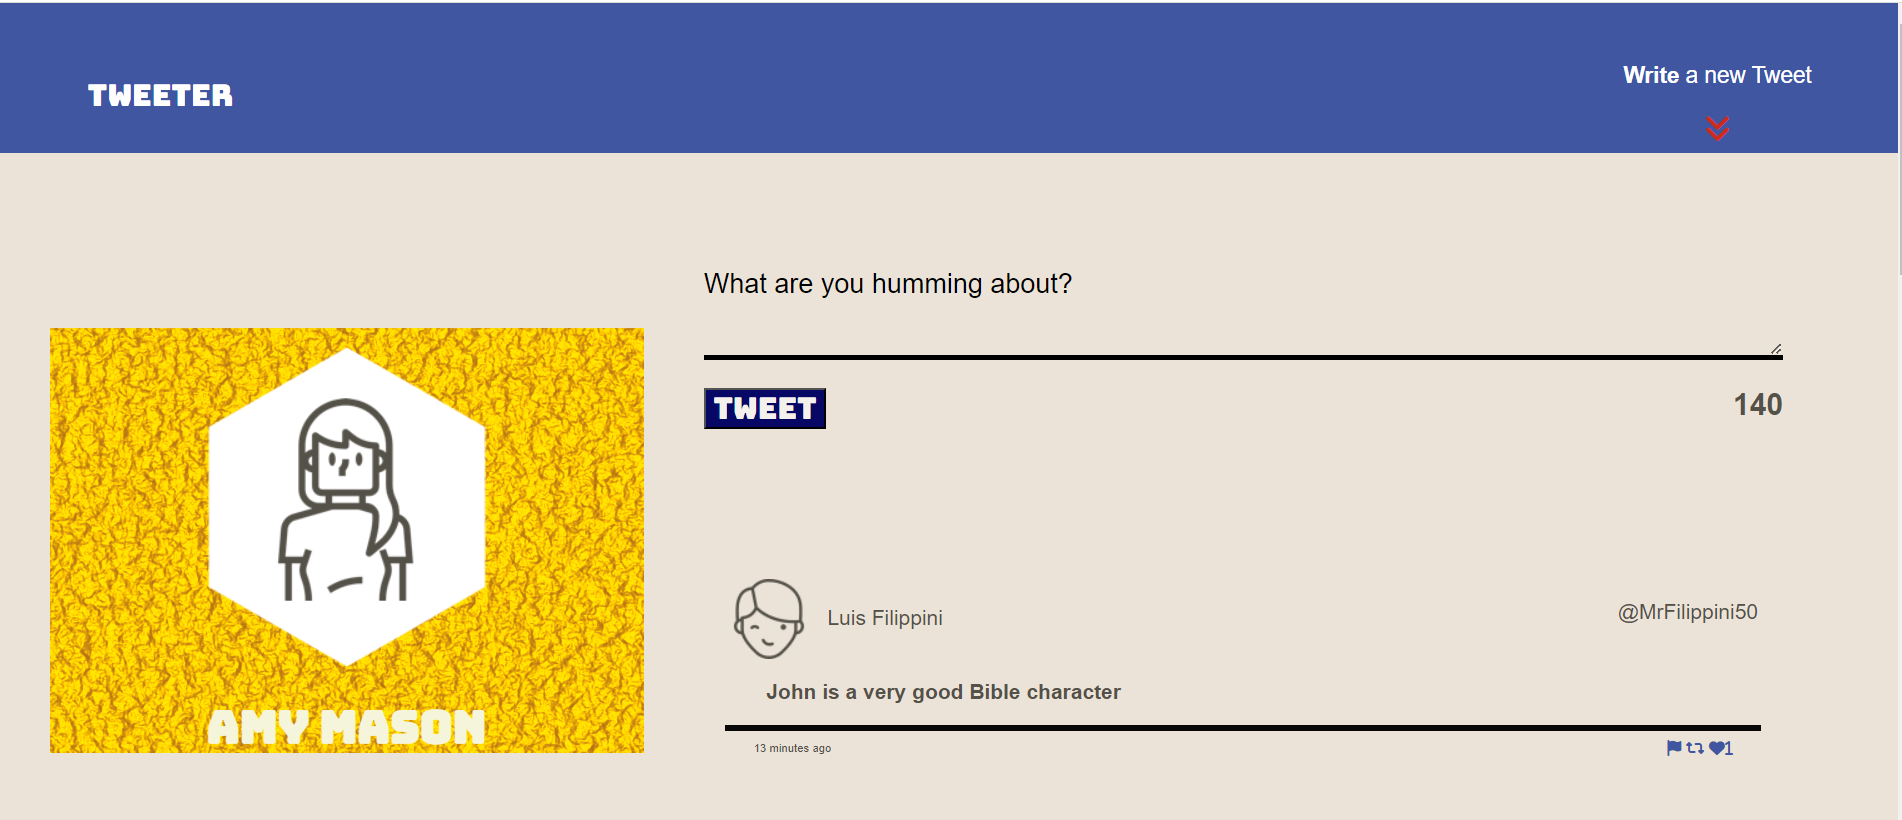 TWEETER
Write a new Tweet
What are you humming about?
TWEET
140
AMY MASON
Luis Filippini
@MrFilippini50
John is a very good Bible character
13 minutes ago
1